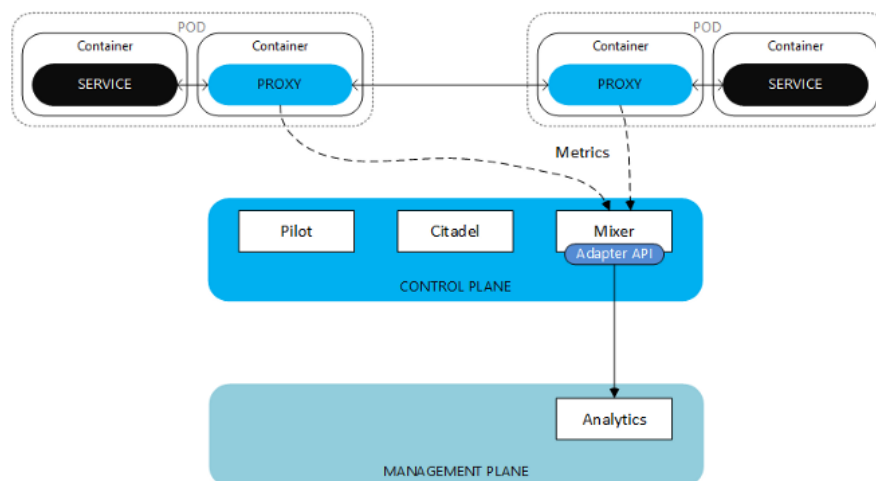 POD
POD
Container
Container
Container
Container
SERVICE
PROXY
PROXY
SERVICE
Metrics
Pilot
Citadel
Mixer
Adapter API
CONTROL PLANE
Analytics
MANAGEMENT PLANE